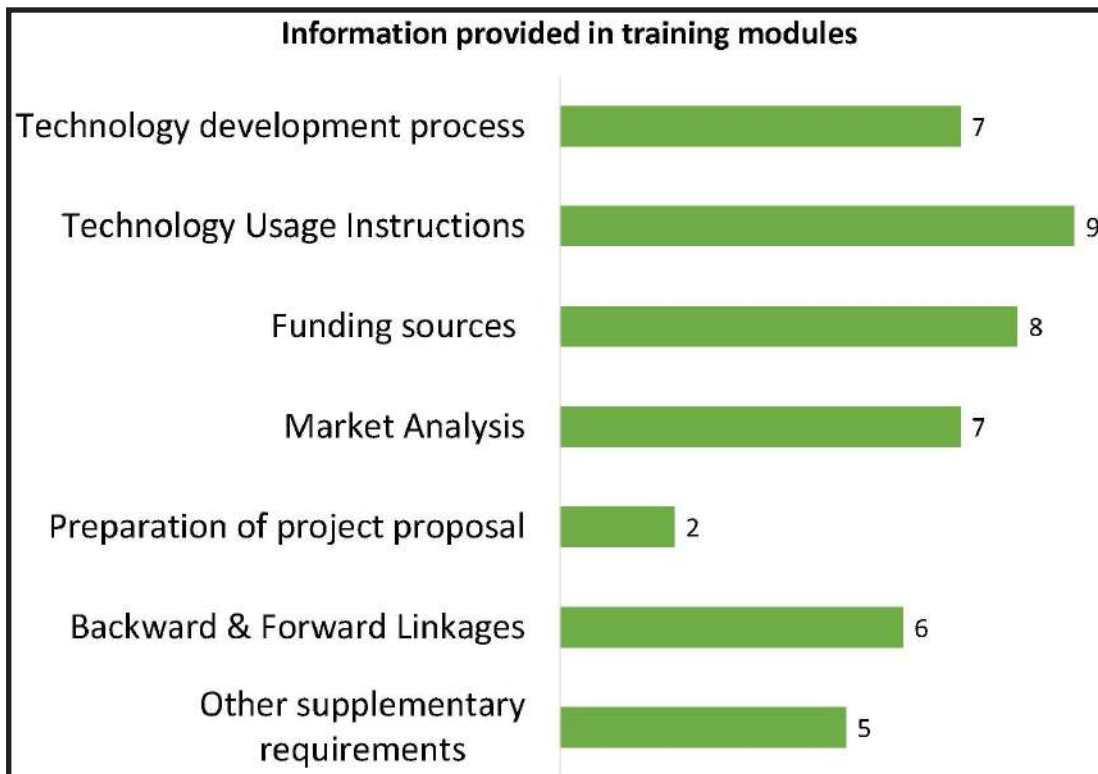 Information provided in training modules
Technology development process
7
Technology Usage Instructions
9
Funding sources
8
Market Analysis
7
Preparation of project proposal
2
Backward & Forward Linkages
6
Other supplementary
requirements
5